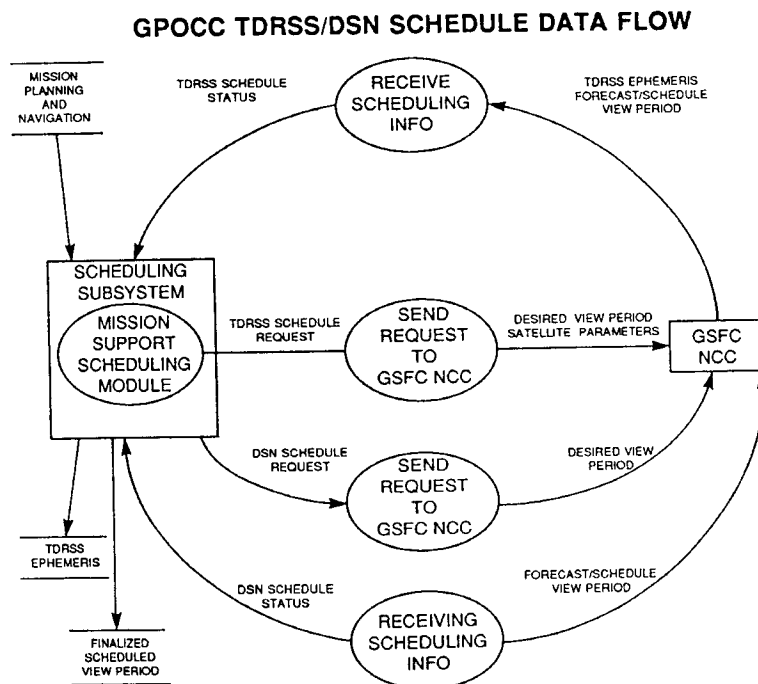 GPOCC TDRSS/DSN SCHEDULE DATA FLOW
MISSION
PLANNING
AND
NAVIGATION
TDRSS SCHEDULE
STATUS
RECEIVE
SCHEDULING
INFO
TDRSS EPHEMERIS
FORECAST/SCHEDULE
VIEW PERIOD
SCHEDULING
SUBSYSTEM
MISSION
SUPPORT
SCHEDULING
MODULE
TDRSS SCHEDULE
REQUEST
SEND
REQUEST
TO
GSFC NCC
DESIRED VIEW PERIOD
SATELLITE PARAMETERS
GSFC
NCC
DSN SCHEDULE
REQUEST
SEND
REQUEST
TO
GSFC NCC
DESIRED VIEW
PERIOD
TDRSS
EPHEMERIS
DSN SCHEDULE
STATUS
RECEIVING
SCHEDULING
INFO
FORECAST/SCHEDULE
VIEW PERIOD
FINALIZED
SCHEDULED
VIEW PERIOD